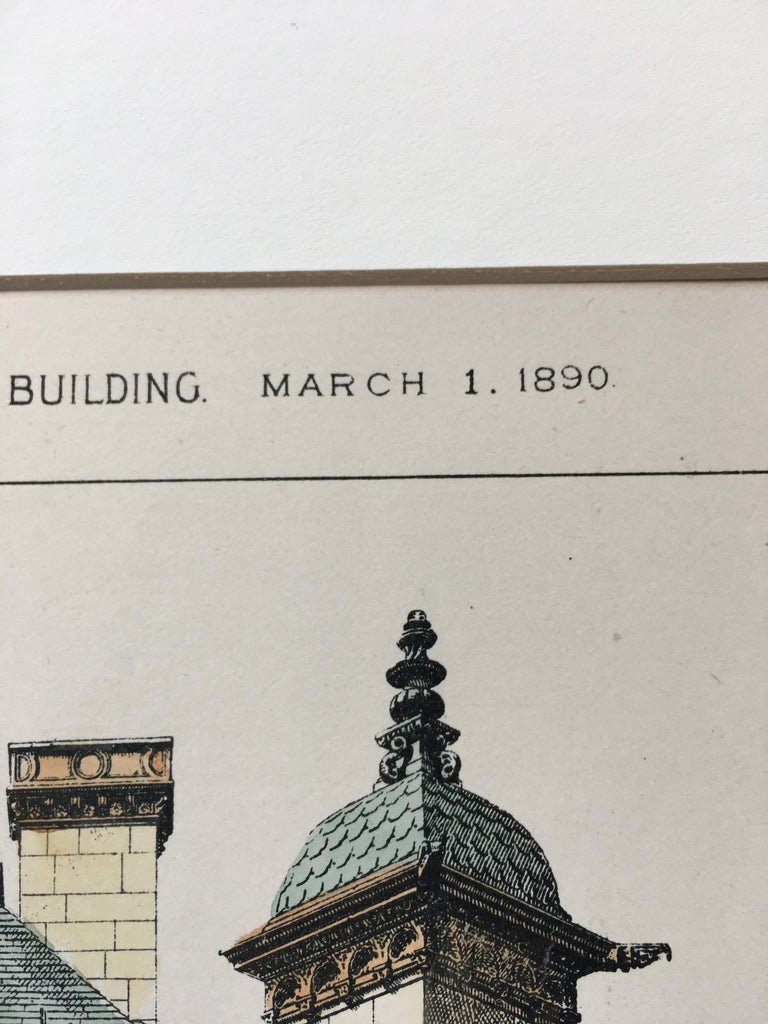 BUILDING. MARCH 1. 1890.